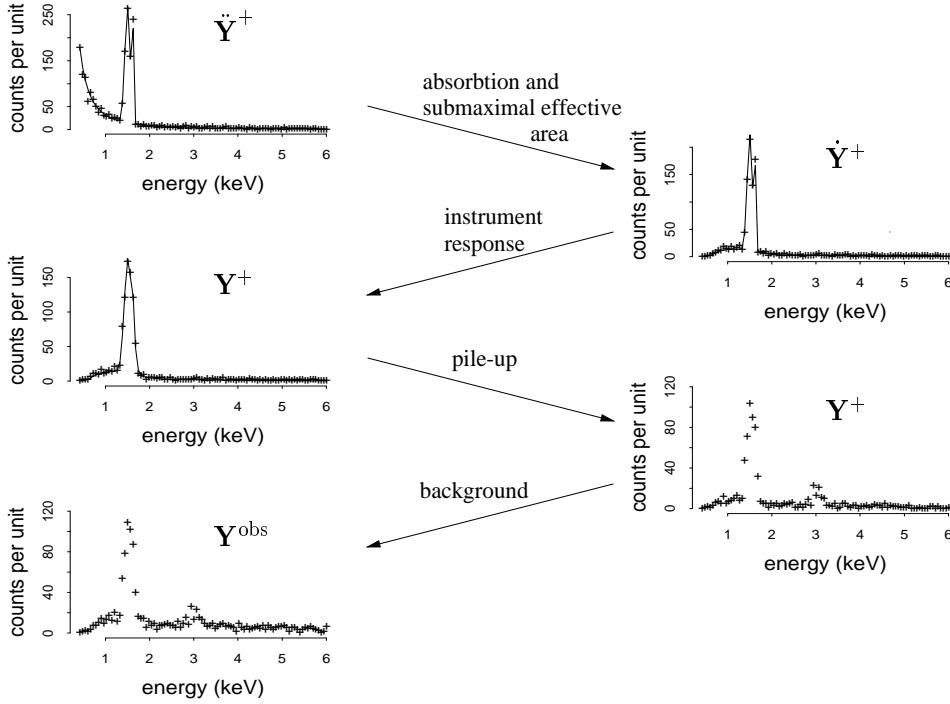 250
150
50
0
counts per unit
Ÿ⁺
1 2 3 4 5 6
energy (keV)
absorbtion and
submaximal effective
area
150
50
0
counts per unit
Ẏ⁺
1 2 3 4 5 6
energy (keV)
instrument
response
150
100
50
0
counts per unit
Y⁺
1 2 3 4 5 6
energy (keV)
pile-up
120
80
40
0
counts per unit
Y⁺
1 2 3 4 5 6
energy (keV)
background
120
80
40
0
counts per unit
Y^obs
1 2 3 4 5 6
energy (keV)